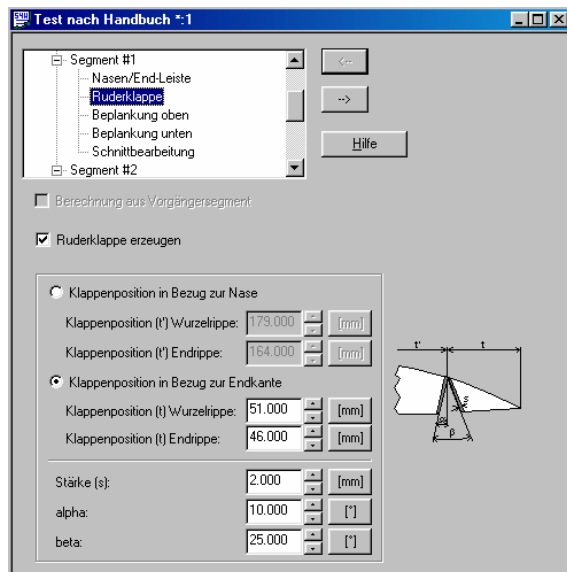 Test nach Handbuch *:1
Segment #1
Nasen/End-Leiste
Ruderklappe
Beplankung oben
Beplankung unten
Schnittbearbeitung
Segment #2
<--
-->
Hilfe
Berechnung aus Vorgängersegment
Ruderklappe erzeugen
Klappenposition in Bezug zur Nase
Klappenposition (t') Wurzelrippe: 179.000 [mm]
Klappenposition (t') Endrippe: 164.000 [mm]
Klappenposition in Bezug zur Endkante
Klappenposition (t) Wurzelrippe: 51.000 [mm]
Klappenposition (t) Endrippe: 46.000 [mm]
Stärke (s): 2.000 [mm]
alpha: 10.000 [°]
beta: 25.000 [°]
t' t
s
α
β